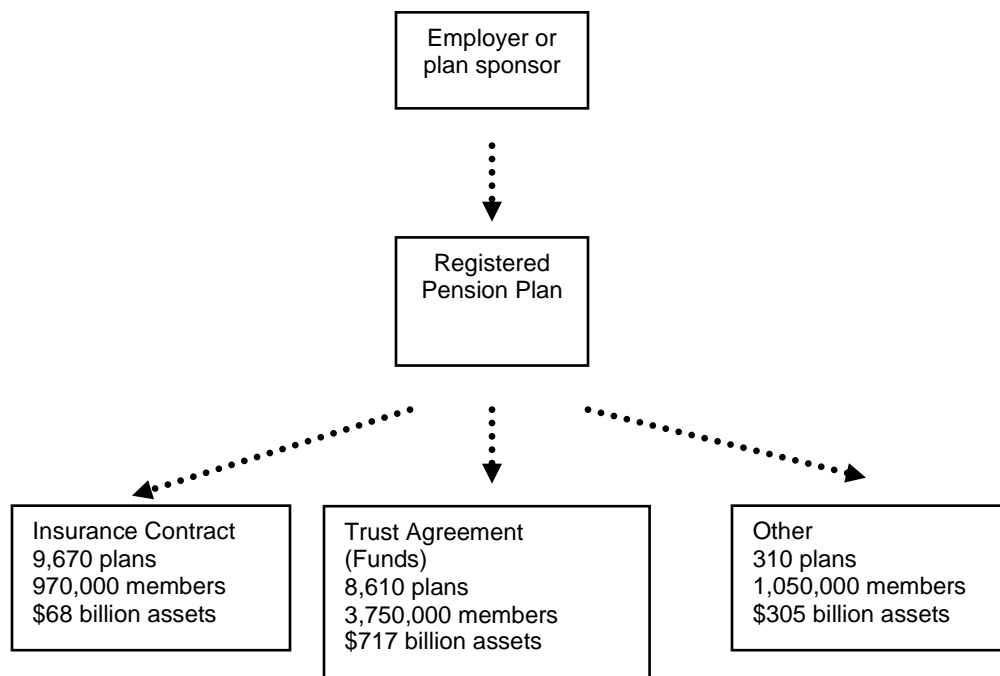 Employer or
plan sponsor
Registered
Pension Plan
Insurance Contract
9,670 plans
970,000 members
$68 billion assets
Trust Agreement
(Funds)
8,610 plans
3,750,000 members
$717 billion assets
Other
310 plans
1,050,000 members
$305 billion assets